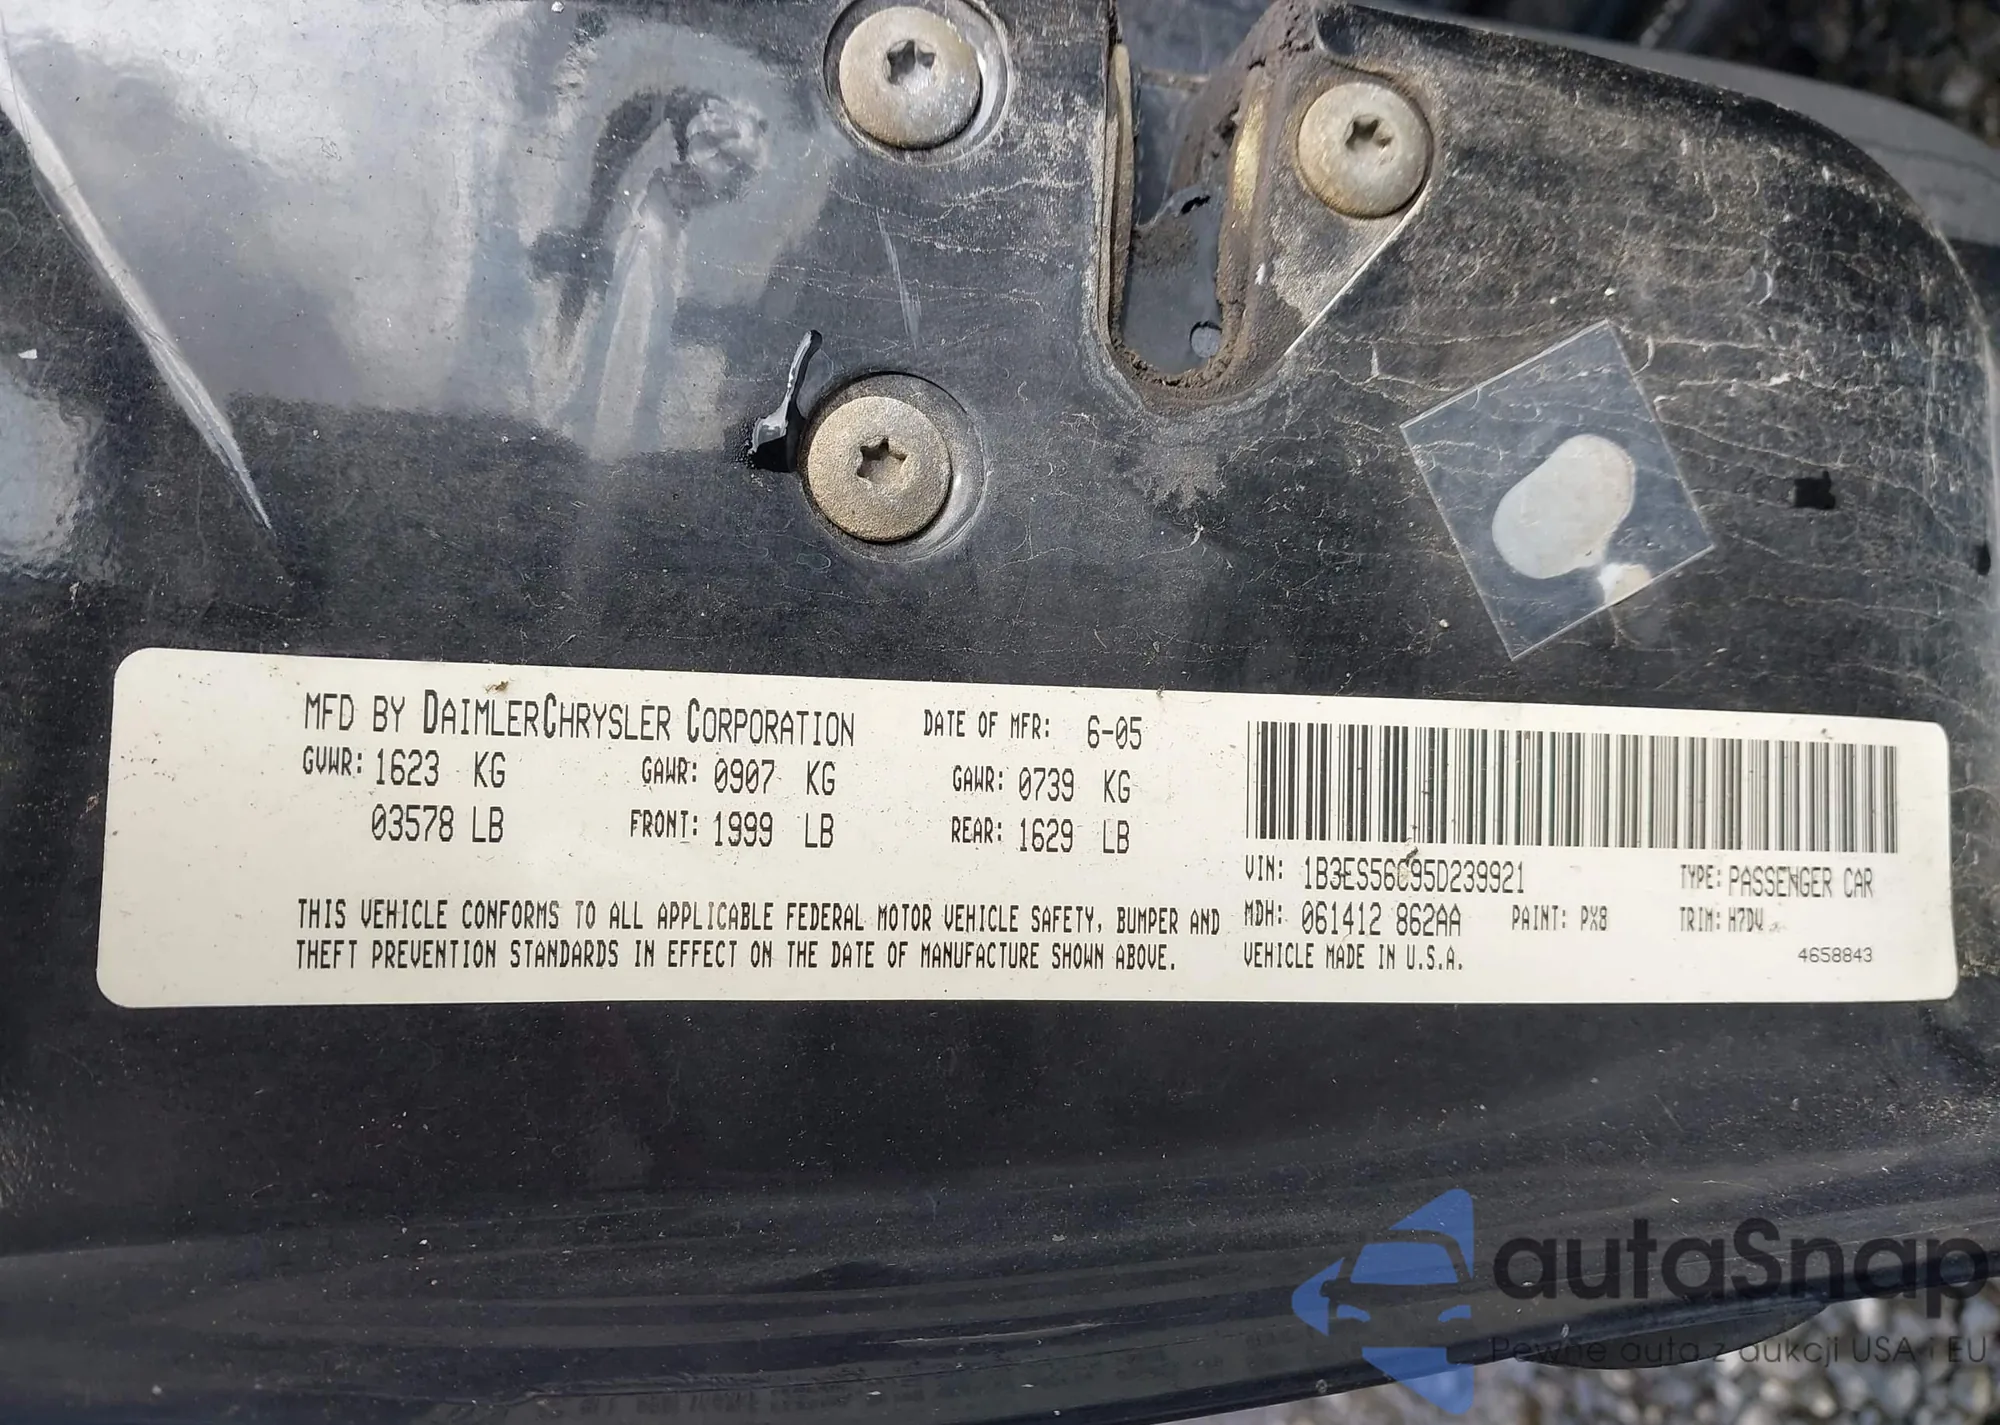 MFD BY DAIMLERCHRYSLER CORPORATION DATE OF MFR: 6-05
GVWR: 1623 KG GAWR: 0907 KG GAWR: 0739 KG
03578 LB FRONT: 1999 LB REAR: 1629 LB
VIN: 1B3ES56C95D239921 TYPE: PASSENGER CAR
THIS VEHICLE CONFORMS TO ALL APPLICABLE FEDERAL MOTOR VEHICLE SAFETY, BUMPER AND
THEFT PREVENTION STANDARDS IN EFFECT ON THE DATE OF MANUFACTURE SHOWN ABOVE.
MDH: 061412 862AA PAINT: PX8 TRIM: H7DV
VEHICLE MADE IN U.S.A. 4658843
autaSnap
Pewne auta z aukcji USA i EU